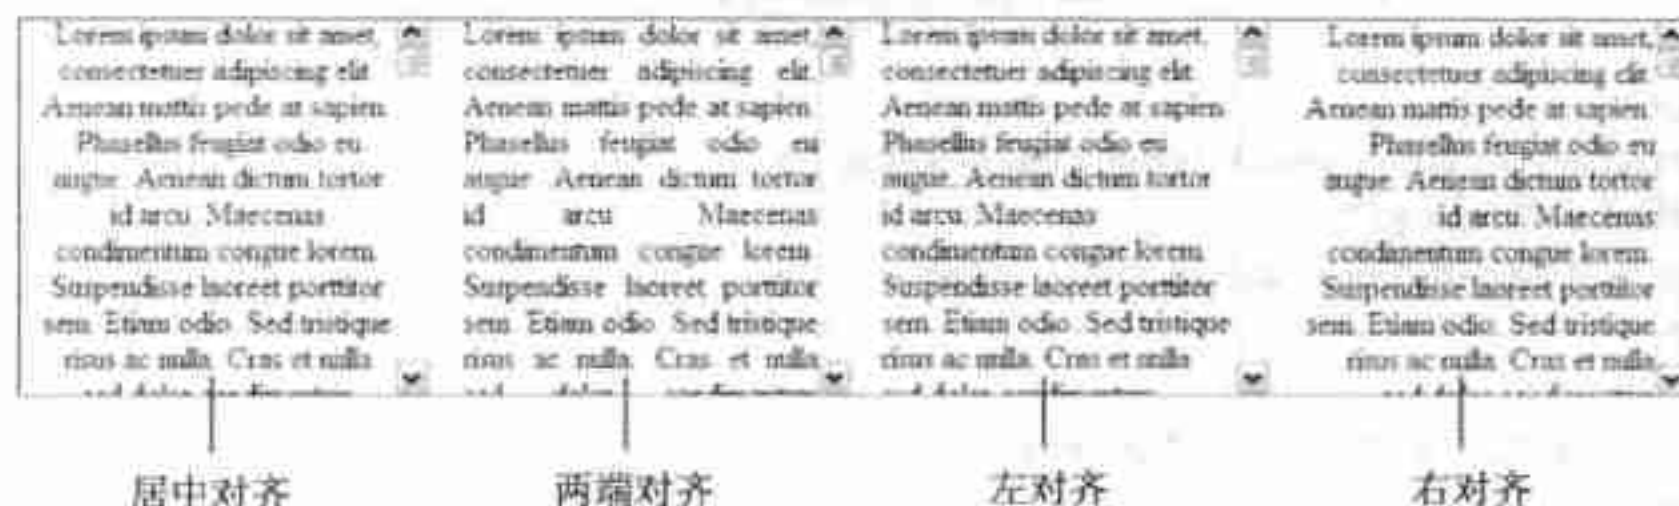 Lorem ipsum dolor sit amet,
consectetuer adipiscing elit
Aenean mattis pede at sapien.
Phasellus feugiat odio eu
augue. Aenean dictum tortor
id arcu. Maecenas
condimentum congue lorem.
Suspendisse laoreet porttitor
sem. Etiam odio. Sed tristique
risus ac nulla. Cras et nulla
居中对齐
Lorem ipsum dolor sit amet,
consectetuer adipiscing elit.
Aenean mattis pede at sapien.
Phasellus feugiat odio eu
augue. Aenean dictum tortor
id arcu. Maecenas
condimentum congue lorem.
Suspendisse laoreet porttitor
sem. Etiam odio. Sed tristique
risus ac nulla. Cras et nulla
两端对齐
Lorem ipsum dolor sit amet,
consectetuer adipiscing elit.
Aenean mattis pede at sapien.
Phasellus feugiat odio eu
augue. Aenean dictum tortor
id arcu. Maecenas
condimentum congue lorem.
Suspendisse laoreet porttitor
sem. Etiam odio. Sed tristique
risus ac nulla. Cras et nulla
左对齐
Lorem ipsum dolor sit amet,
consectetuer adipiscing elit.
Aenean mattis pede at sapien.
Phasellus feugiat odio eu
augue. Aenean dictum tortor
id arcu. Maecenas
condimentum congue lorem.
Suspendisse laoreet porttitor
sem. Etiam odio. Sed tristique
risus ac nulla. Cras et nulla
右对齐